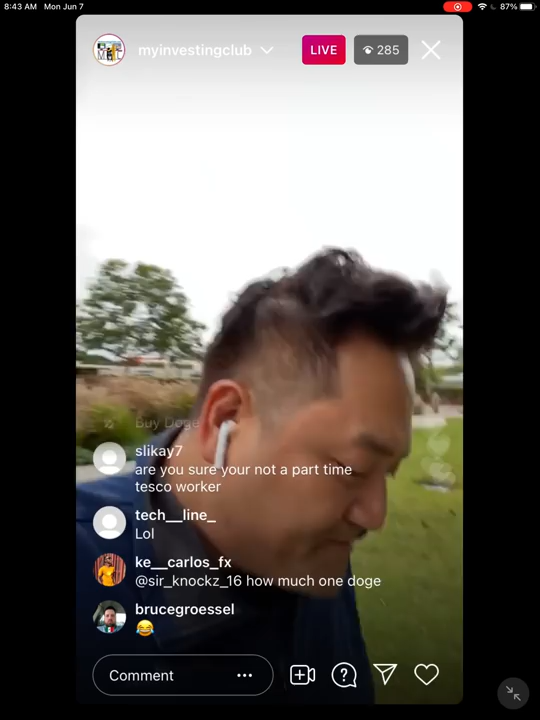 8:43 AM Mon Jun 7
87%
myinvestingclub
LIVE
285
Buy Doge
slikay7
are you sure your not a part time
tesco worker
tech__line_
Lol
ke__carlos_fx
@sir_knockz_16 how much one doge
brucegroessel
😂
Comment